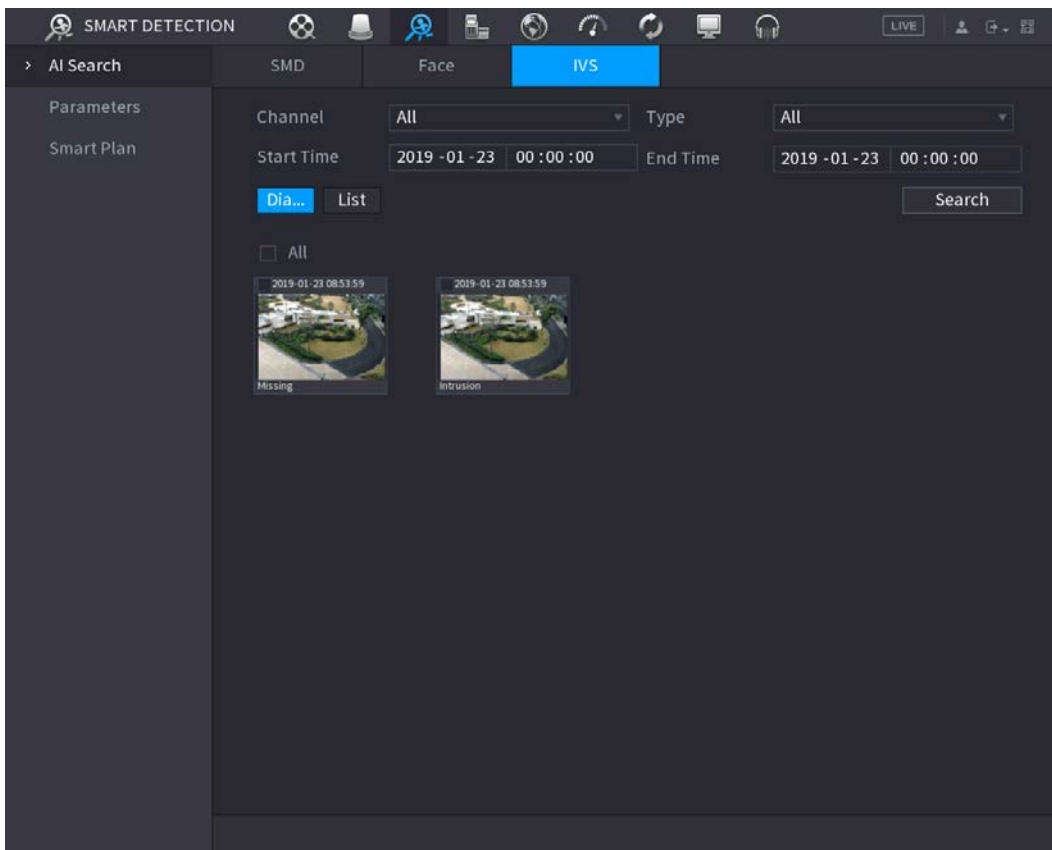 SMART DETECTION LIVE
> AI Search SMD Face IVS
Parameters
Smart Plan
Channel All Type All
Start Time 2019 - 01 - 23 00 : 00 : 00 End Time 2019 - 01 - 23 00 : 00 : 00
Dia... List Search
All
2019-01-23 08:53:59 2019-01-23 08:53:59
Missing Intrusion